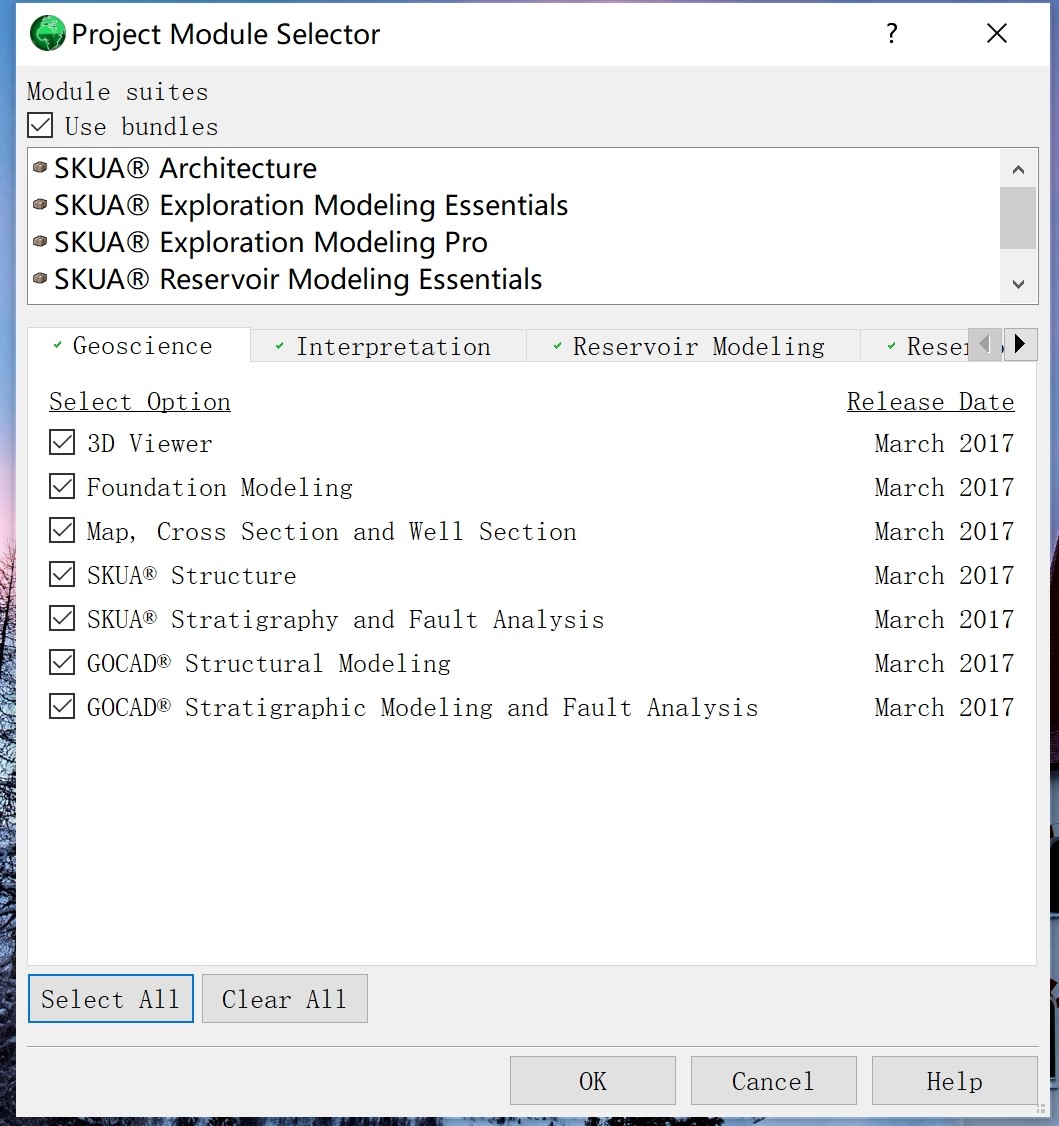 Project Module Selector ?
Module suites
Use bundles
SKUA® Architecture
SKUA® Exploration Modeling Essentials
SKUA® Exploration Modeling Pro
SKUA® Reservoir Modeling Essentials
Geoscience Interpretation Reservoir Modeling
Select Option Release Date
3D Viewer March 2017
Foundation Modeling March 2017
Map, Cross Section and Well Section March 2017
SKUA® Structure March 2017
SKUA® Stratigraphy and Fault Analysis March 2017
GOCAD® Structural Modeling March 2017
GOCAD® Stratigraphic Modeling and Fault Analysis March 2017
Select All Clear All
OK Cancel Help